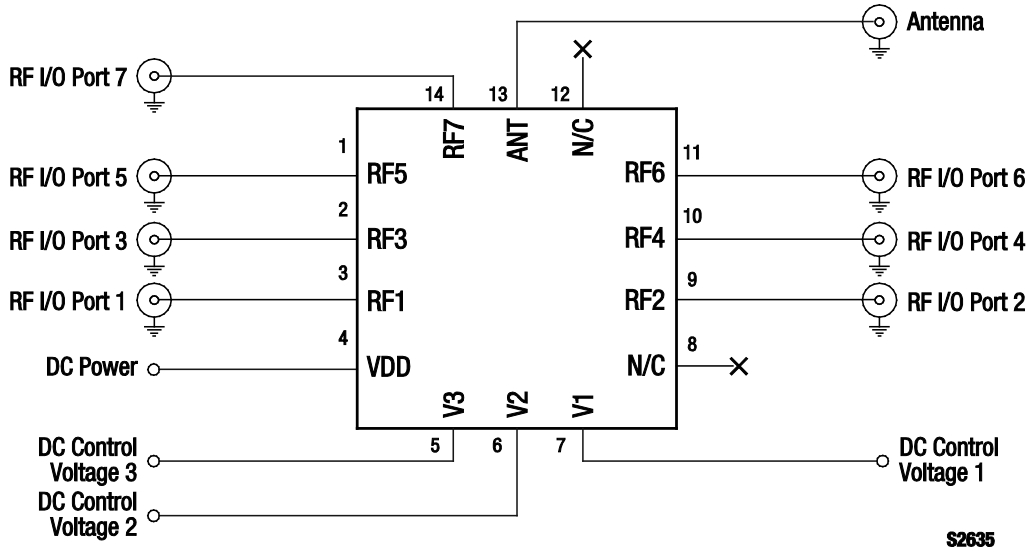 Antenna
RF I/O Port 7
14
13
12
RF7
ANT
N/C
1
RF I/O Port 5
RF5
RF6
11
RF I/O Port 6
2
RF I/O Port 3
RF3
RF4
10
RF I/O Port 4
3
RF I/O Port 1
RF1
RF2
9
RF I/O Port 2
4
DC Power
VDD
N/C
8
V3
V2
V1
5
6
7
DC Control
Voltage 3
DC Control
Voltage 1
DC Control
Voltage 2
S2635